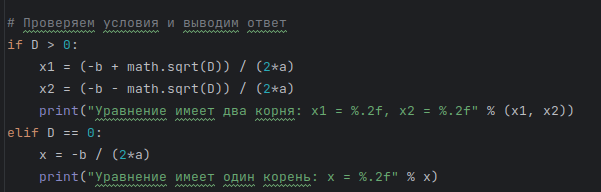 # Проверяем условия и выводим ответ
if D > 0:
    x1 = (-b + math.sqrt(D)) / (2*a)
    x2 = (-b - math.sqrt(D)) / (2*a)
    print("Уравнение имеет два корня: x1 = %.2f, x2 = %.2f" % (x1, x2))
elif D == 0:
    x = -b / (2*a)
    print("Уравнение имеет один корень: x = %.2f" % x)